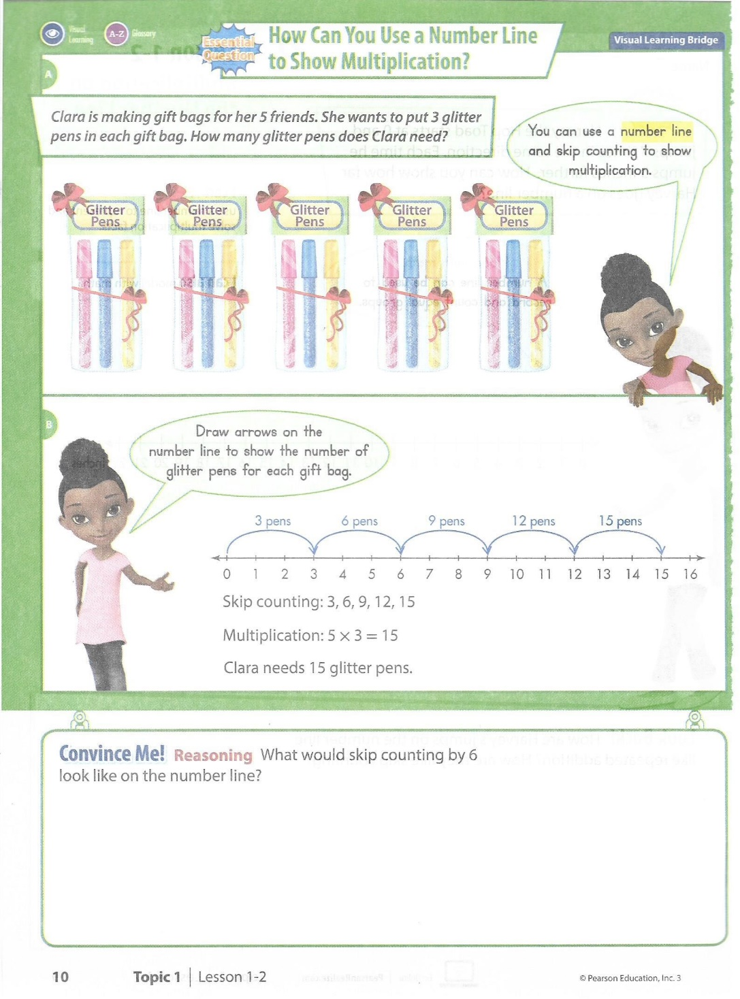 Visual
Learning
A-Z
Glossary
Essential
Question
How Can You Use a Number Line
to Show Multiplication?
Visual Learning Bridge
A
Clara is making gift bags for her 5 friends. She wants to put 3 glitter
pens in each gift bag. How many glitter pens does Clara need?
You can use a number line
and skip counting to show
multiplication.
Glitter
Pens
Glitter
Pens
Glitter
Pens
Glitter
Pens
Glitter
Pens
B
Draw arrows on the
number line to show the number of
glitter pens for each gift bag.
3 pens 6 pens 9 pens 12 pens 15 pens
0 1 2 3 4 5 6 7 8 9 10 11 12 13 14 15 16
Skip counting: 3, 6, 9, 12, 15
Multiplication: 5 × 3 = 15
Clara needs 15 glitter pens.
Convince Me! Reasoning What would skip counting by 6
look like on the number line?
10 Topic 1 | Lesson 1-2
© Pearson Education, Inc. 3